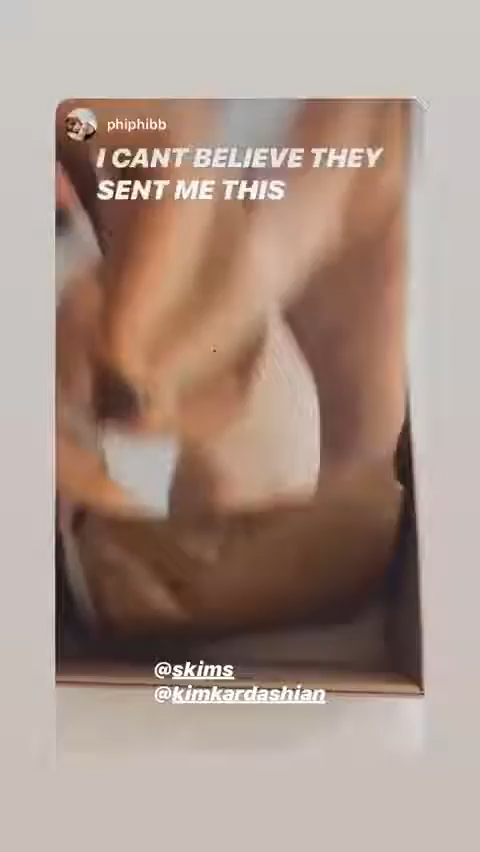 phiphibb
I CANT BELIEVE THEY
SENT ME THIS
@skims
@kimkardashian